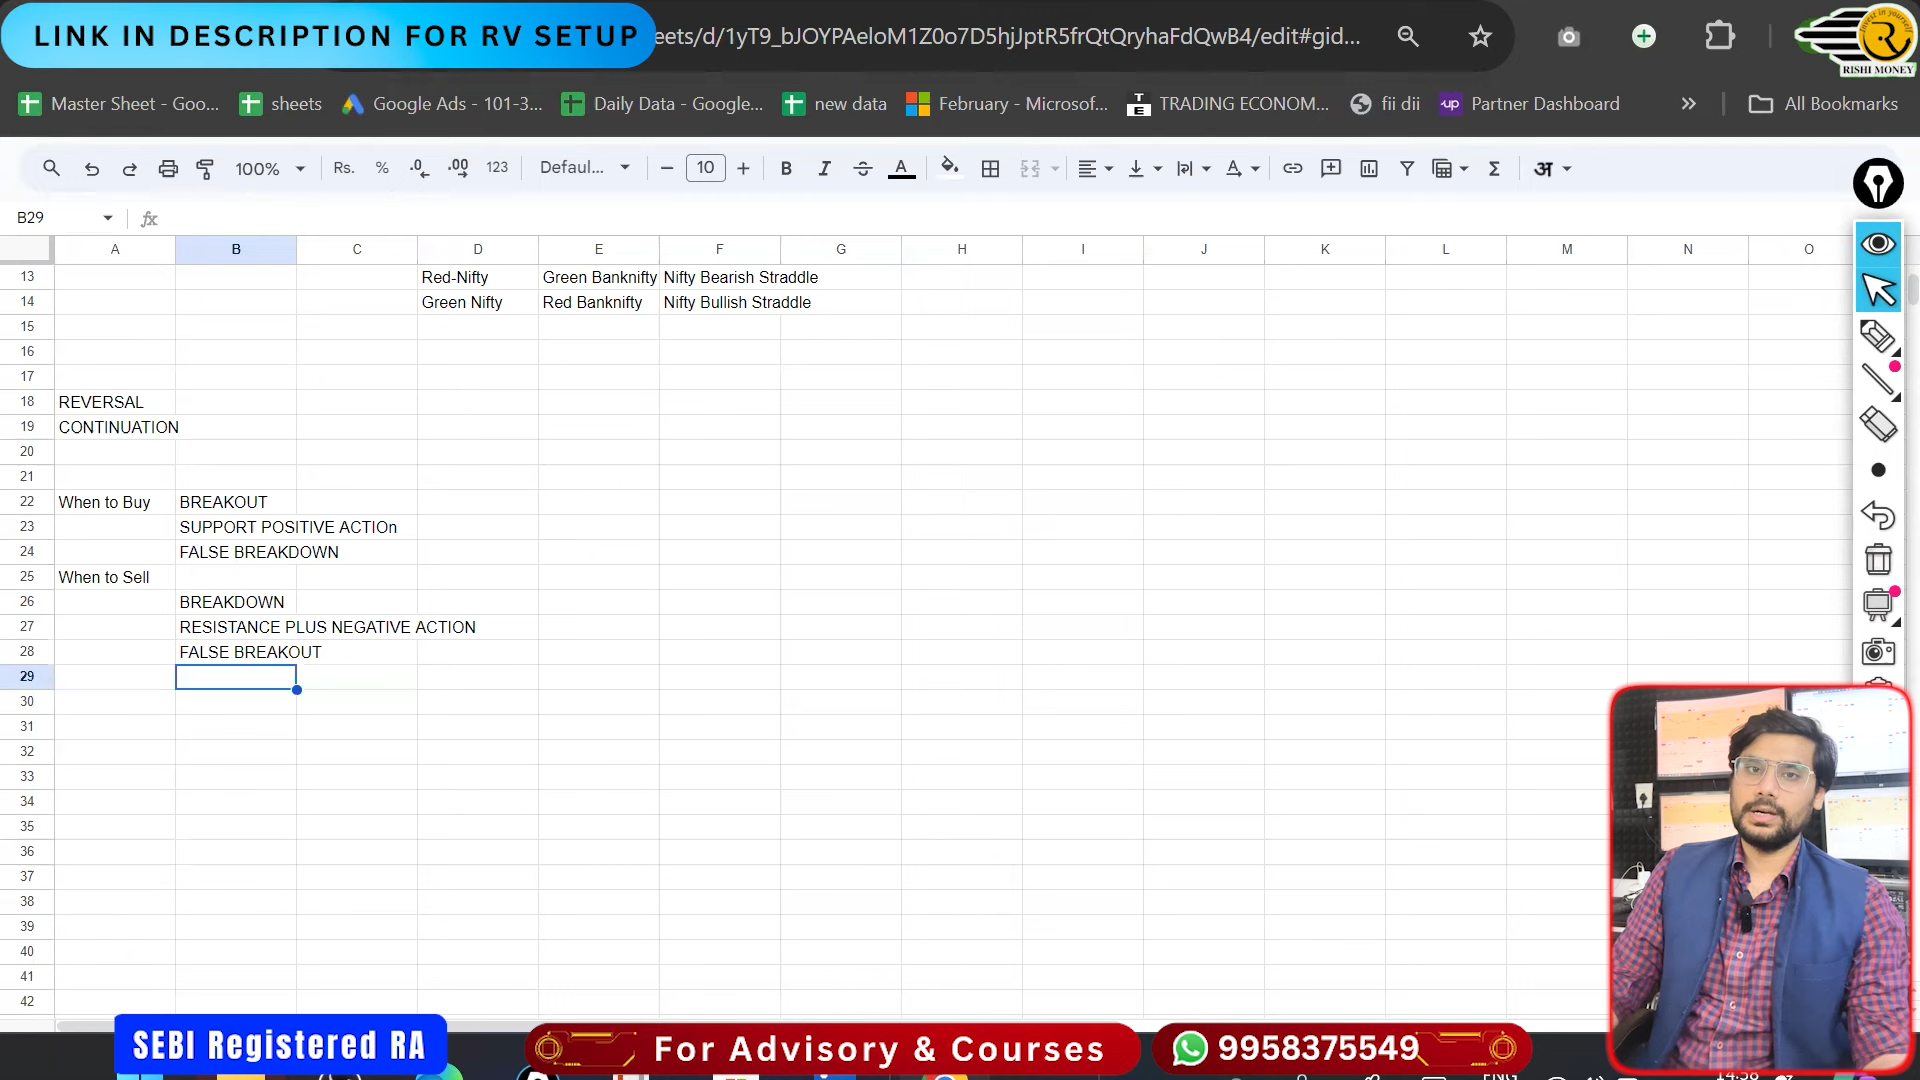 LINK IN DESCRIPTION FOR RV SETUP
eets/d/1yT9_bJOYPAeloM1Z0o7D5hjJptR5frQtQryhaFdQwB4/edit#gid...
Invest in yourself
RISHI MONEY
Master Sheet - Goo...
sheets
Google Ads - 101-3...
Daily Data - Google...
new data
February - Microsof...
TE
TRADING ECONOM...
fii dii
up
Partner Dashboard
»
All Bookmarks
100%
Rs.
%
.0
.00
123
Defaul...
10
B
I
A
Σ
अ
B29
fx
A B C D E F G H I J K L M N O
13 Red-Nifty Green Banknifty Nifty Bearish Straddle
14 Green Nifty Red Banknifty Nifty Bullish Straddle
15
16
17
18 REVERSAL
19 CONTINUATION
20
21
22 When to Buy BREAKOUT
23 SUPPORT POSITIVE ACTIOn
24 FALSE BREAKDOWN
25 When to Sell
26 BREAKDOWN
27 RESISTANCE PLUS NEGATIVE ACTION
28 FALSE BREAKOUT
29
30
31
32
33
34
35
36
37
38
39
40
41
42
SEBI Registered RA
For Advisory & Courses
9958375549